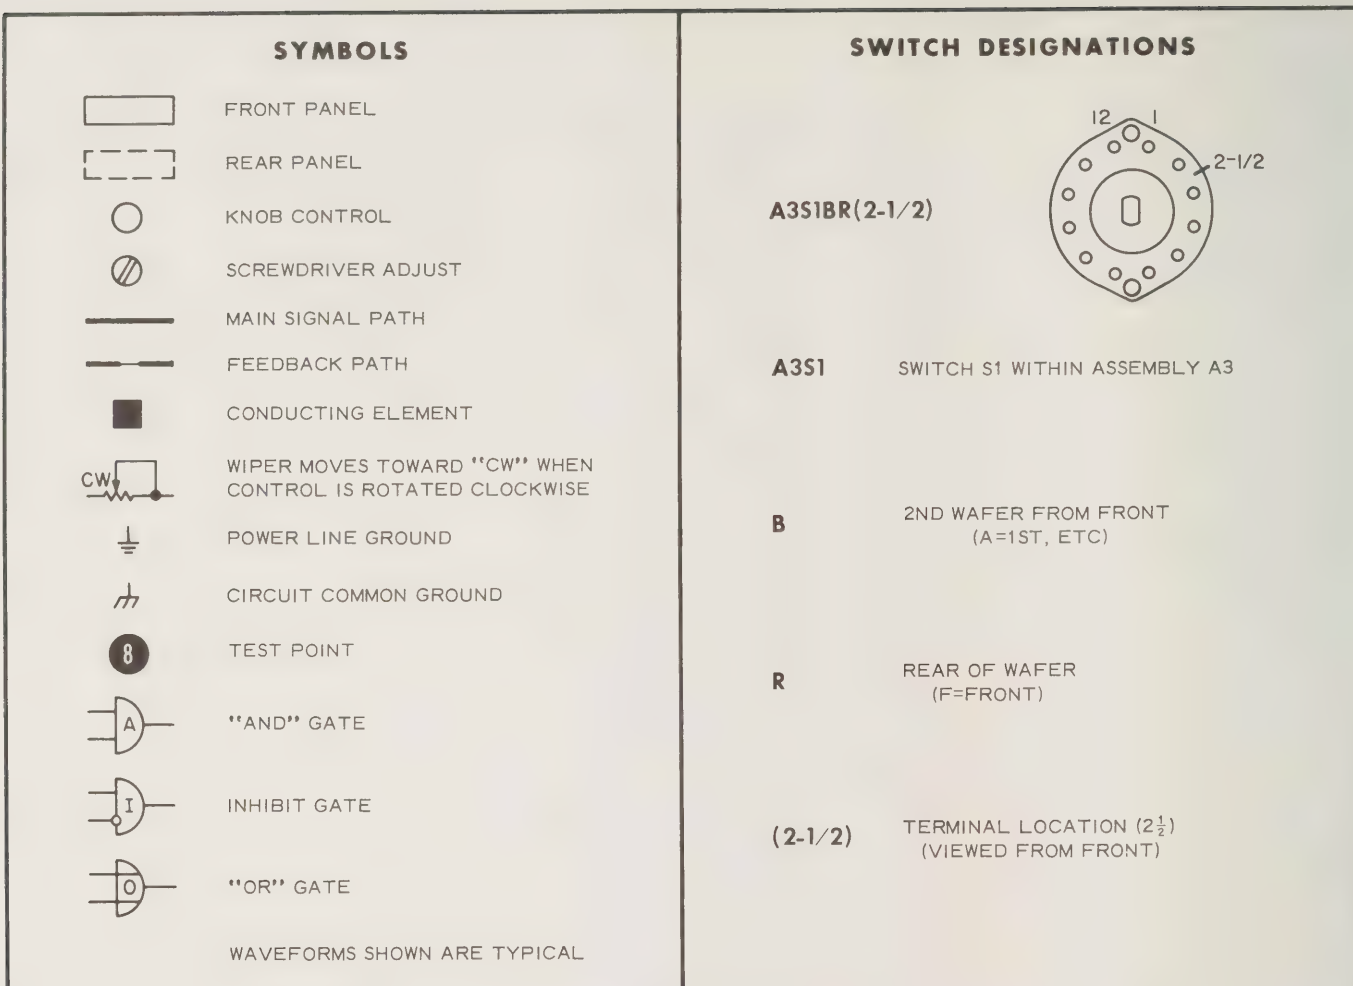 SYMBOLS
FRONT PANEL
REAR PANEL
KNOB CONTROL
SCREWDRIVER ADJUST
MAIN SIGNAL PATH
FEEDBACK PATH
CONDUCTING ELEMENT
CW
WIPER MOVES TOWARD "CW" WHEN
CONTROL IS ROTATED CLOCKWISE
POWER LINE GROUND
CIRCUIT COMMON GROUND
8 TEST POINT
A "AND" GATE
I INHIBIT GATE
O "OR" GATE
WAVEFORMS SHOWN ARE TYPICAL
SWITCH DESIGNATIONS
12 1
2-1/2
A3S1BR(2-1/2)
A3S1 SWITCH S1 WITHIN ASSEMBLY A3
B 2ND WAFER FROM FRONT
(A=1ST, ETC)
R REAR OF WAFER
(F=FRONT)
(2-1/2) TERMINAL LOCATION (2½)
(VIEWED FROM FRONT)